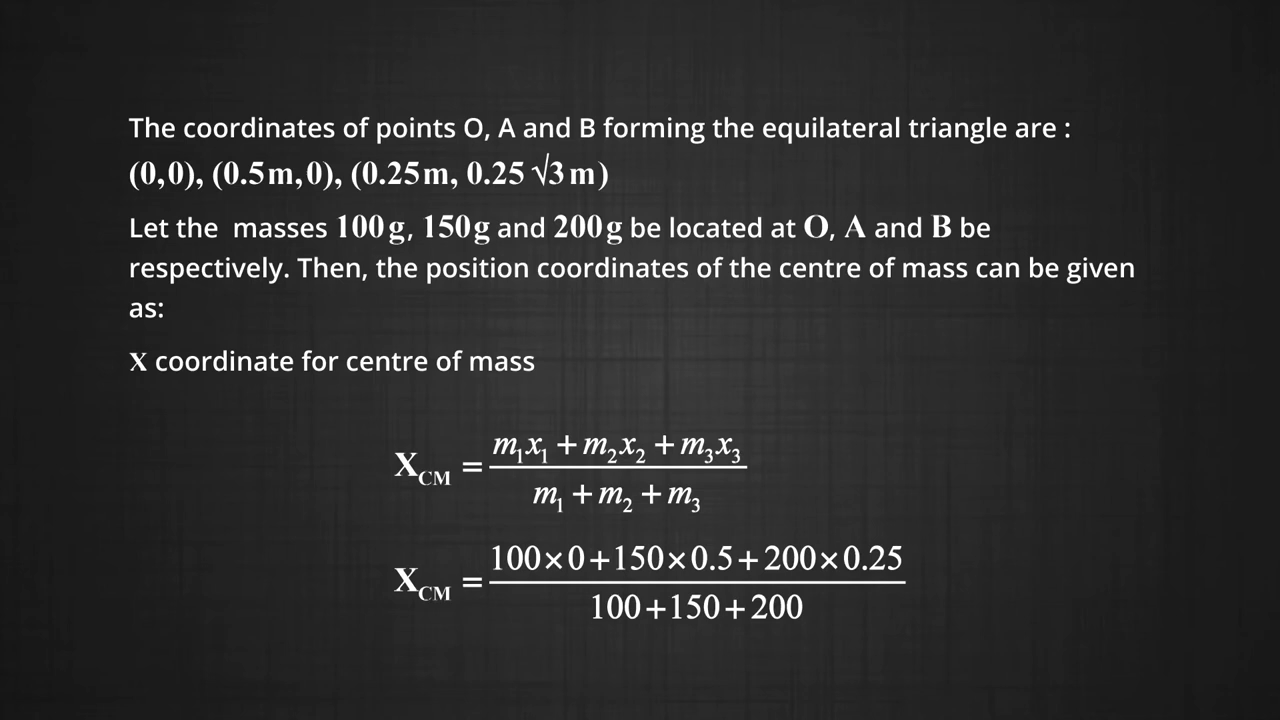 The coordinates of points O, A and B forming the equilateral triangle are :
(0,0), (0.5m,0), (0.25m, 0.25 √3m)
Let the masses 100g, 150g and 200g be located at O, A and B be
respectively. Then, the position coordinates of the centre of mass can be given
as:
X coordinate for centre of mass
X_CM = (m₁x₁ + m₂x₂ + m₃x₃) / (m₁ + m₂ + m₃)
X_CM = (100×0+150×0.5+200×0.25) / (100+150+200)